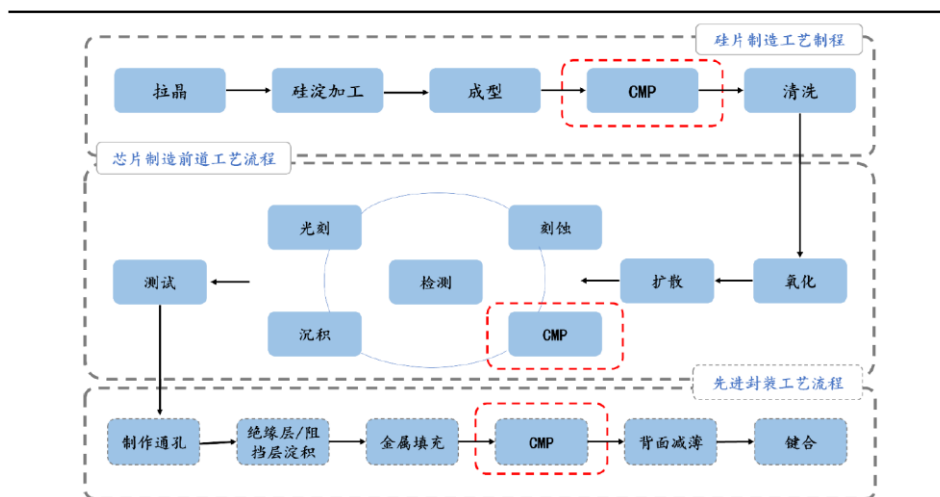 硅片制造工艺制程
拉晶
硅淀加工
成型
CMP
清洗
芯片制造前道工艺流程
光刻
刻蚀
测试
检测
扩散
氧化
沉积
CMP
先进封装工艺流程
制作通孔
绝缘层/阻
挡层淀积
金属填充
CMP
背面减薄
键合